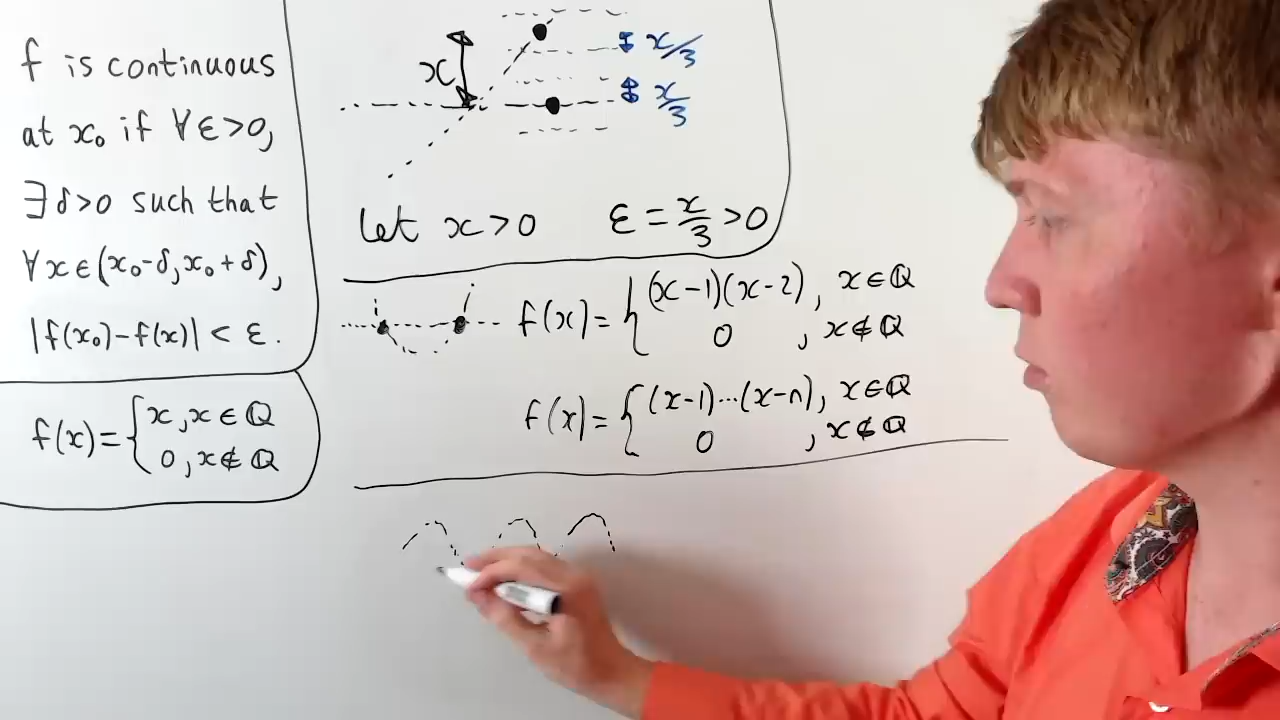 f is continuous
at x₀ if ∀ε>0,
∃δ>0 such that
∀x∈(x₀-δ,x₀+δ),
|f(x₀)-f(x)| < ε.
f(x)={x,x∈ℚ
0,x∉ℚ
x
x/3
x/3
let x>0 ε=x/3>0
f(x)={(x-1)(x-2), x∈ℚ
0, x∉ℚ
f(x)={(x-1)...(x-n), x∈ℚ
0, x∉ℚ